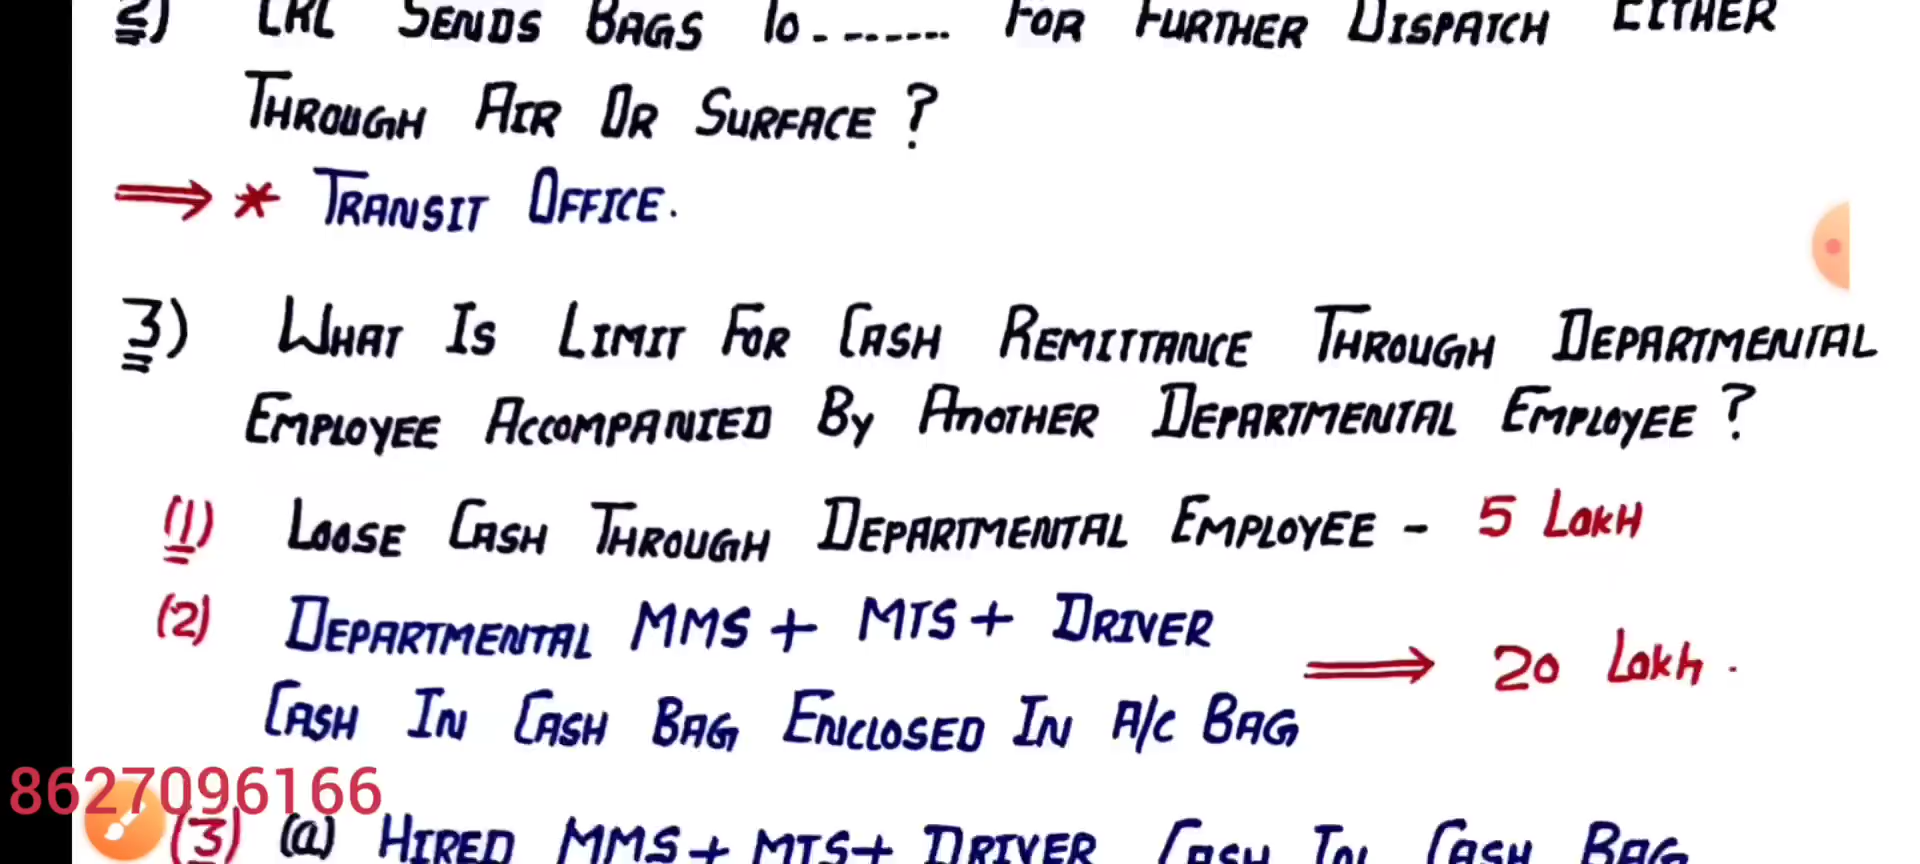 2) CRC SENDS BAGS TO........ FOR FURTHER DISPATCH EITHER
THROUGH AIR OR SURFACE ?
⟹ * TRANSIT OFFICE.
3) WHAT IS LIMIT FOR CASH REMITTANCE THROUGH DEPARTMENTAL
EMPLOYEE ACCOMPANIED BY ANOTHER DEPARTMENTAL EMPLOYEE ?
(1) LOOSE CASH THROUGH DEPARTMENTAL EMPLOYEE - 5 LAKH
(2) DEPARTMENTAL MMS + MTS + DRIVER
CASH IN CASH BAG ENCLOSED IN A/C BAG ⟹ 20 Lakh.
8627096166
(3) (a) HIRED MMS + MTS + DRIVER CASH IN CASH BAG